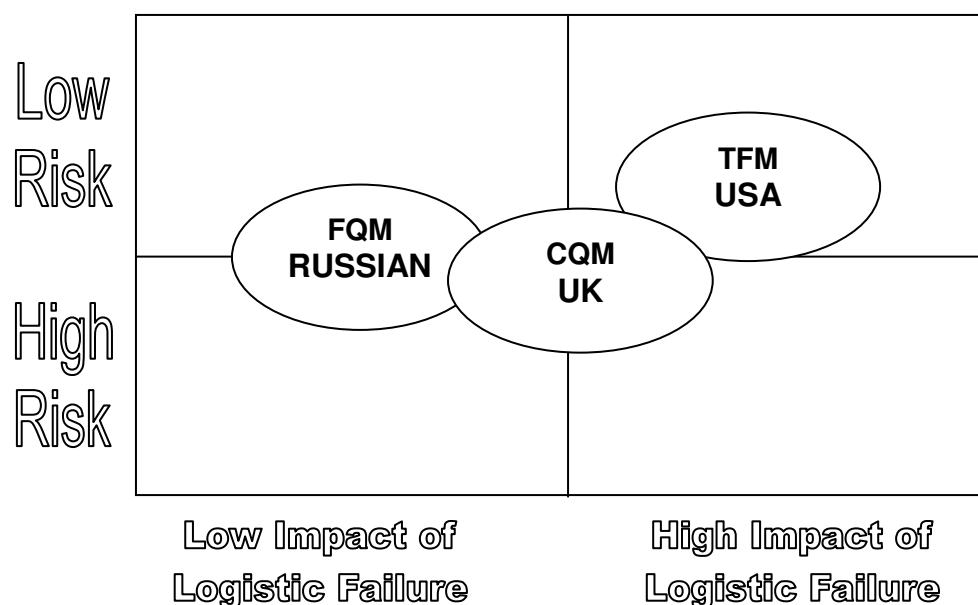 Low
Risk
TFM
USA
FQM
RUSSIAN
CQM
UK
High
Risk
Low Impact of
Logistic Failure
High Impact of
Logistic Failure